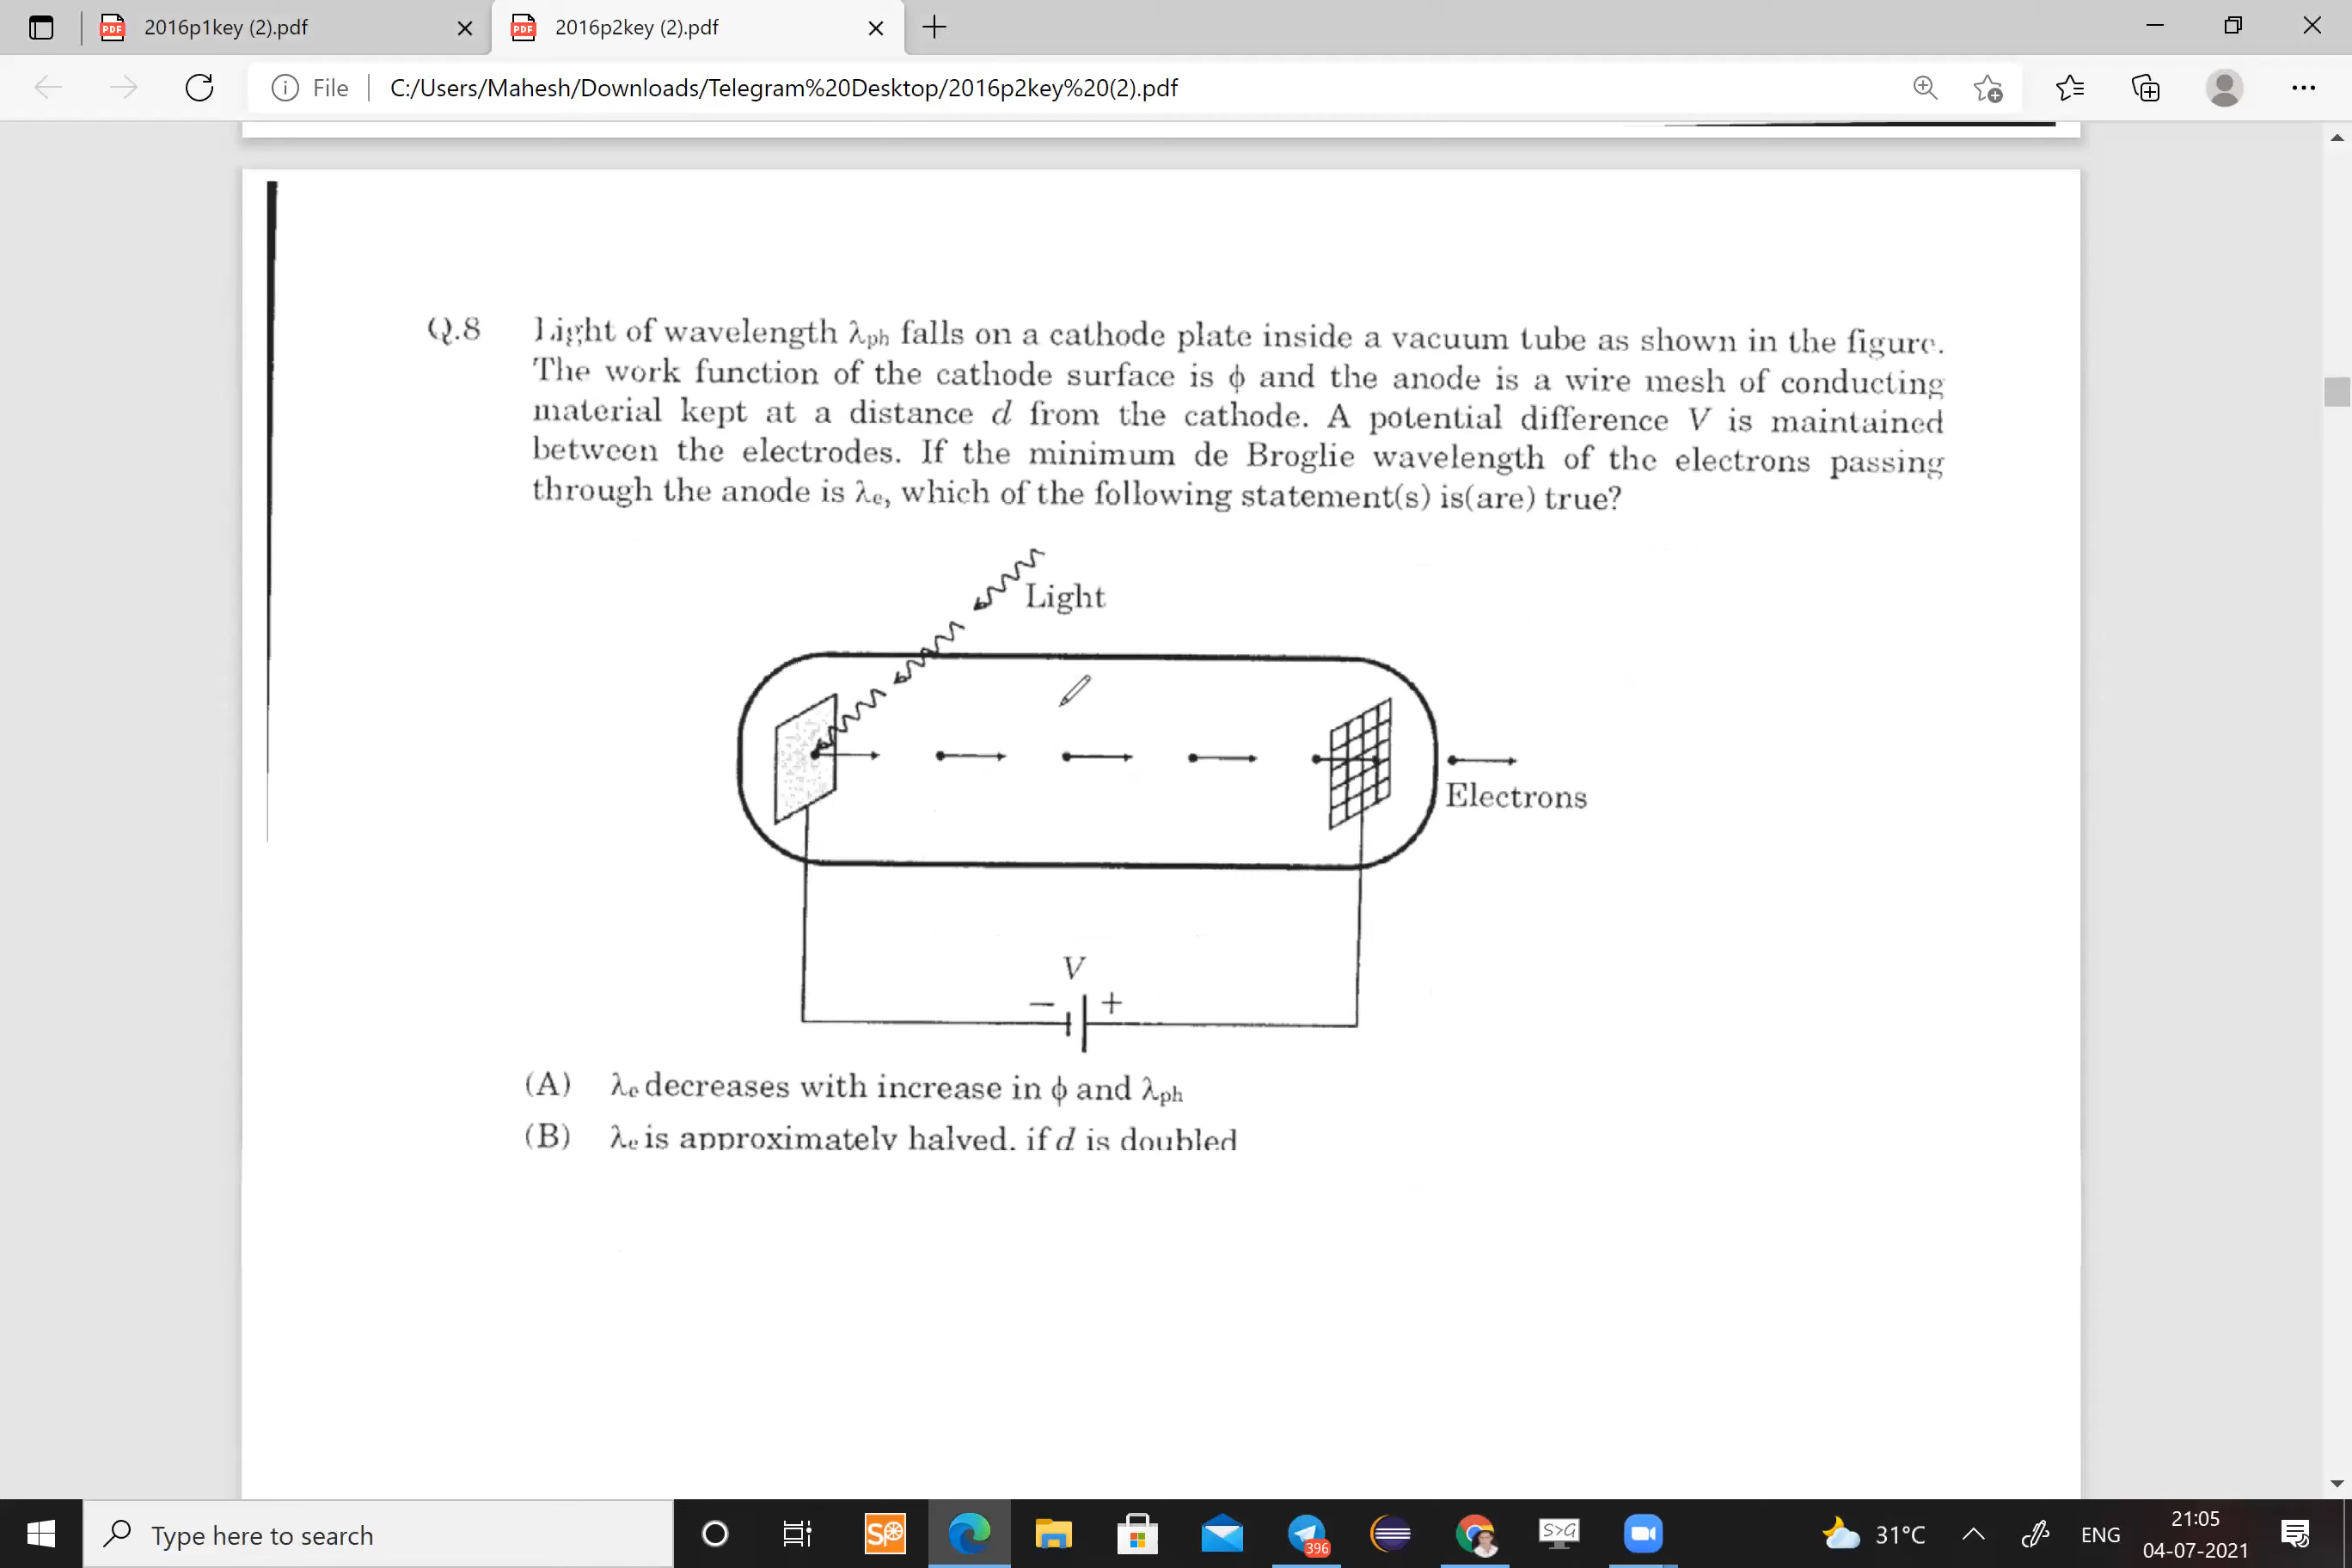 2016p1key (2).pdf
2016p2key (2).pdf
File
C:/Users/Mahesh/Downloads/Telegram%20Desktop/2016p2key%20(2).pdf
Q.8 Light of wavelength λph falls on a cathode plate inside a vacuum tube as shown in the figure.
The work function of the cathode surface is ϕ and the anode is a wire mesh of conducting
material kept at a distance d from the cathode. A potential difference V is maintained
between the electrodes. If the minimum de Broglie wavelength of the electrons passing
through the anode is λe, which of the following statement(s) is(are) true?
Light
Electrons
V
− +
(A) λe decreases with increase in ϕ and λph
(B) λe is approximately halved, if d is doubled
Type here to search
SP
396
S>G
31°C
ENG
21:05
04-07-2021